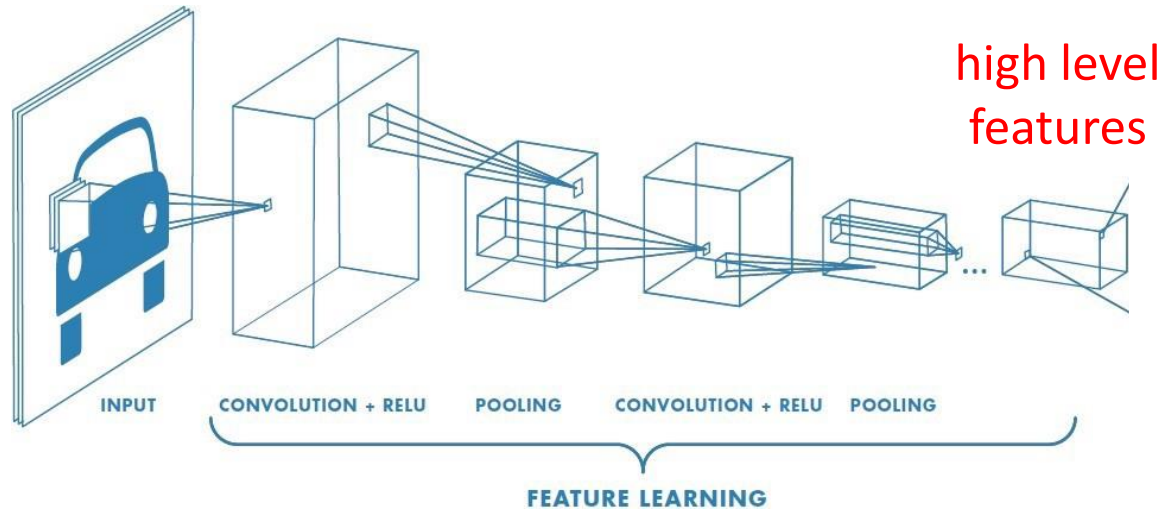 high level
features
INPUT CONVOLUTION + RELU POOLING CONVOLUTION + RELU POOLING
...
FEATURE LEARNING